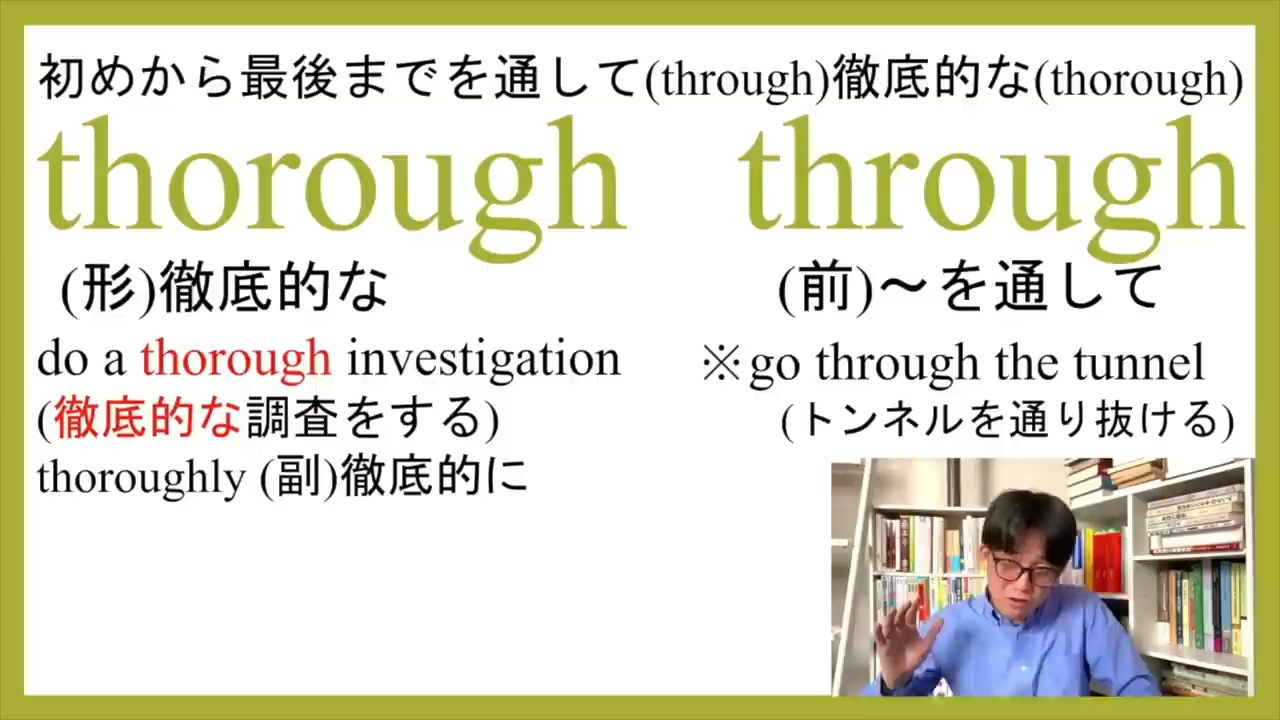 初めから最後までを通して(through)徹底的な(thorough)
thorough
through
(形)徹底的な
(前)〜を通して
do a thorough investigation
(徹底的な調査をする)
thoroughly (副)徹底的に
※go through the tunnel
(トンネルを通り抜ける)